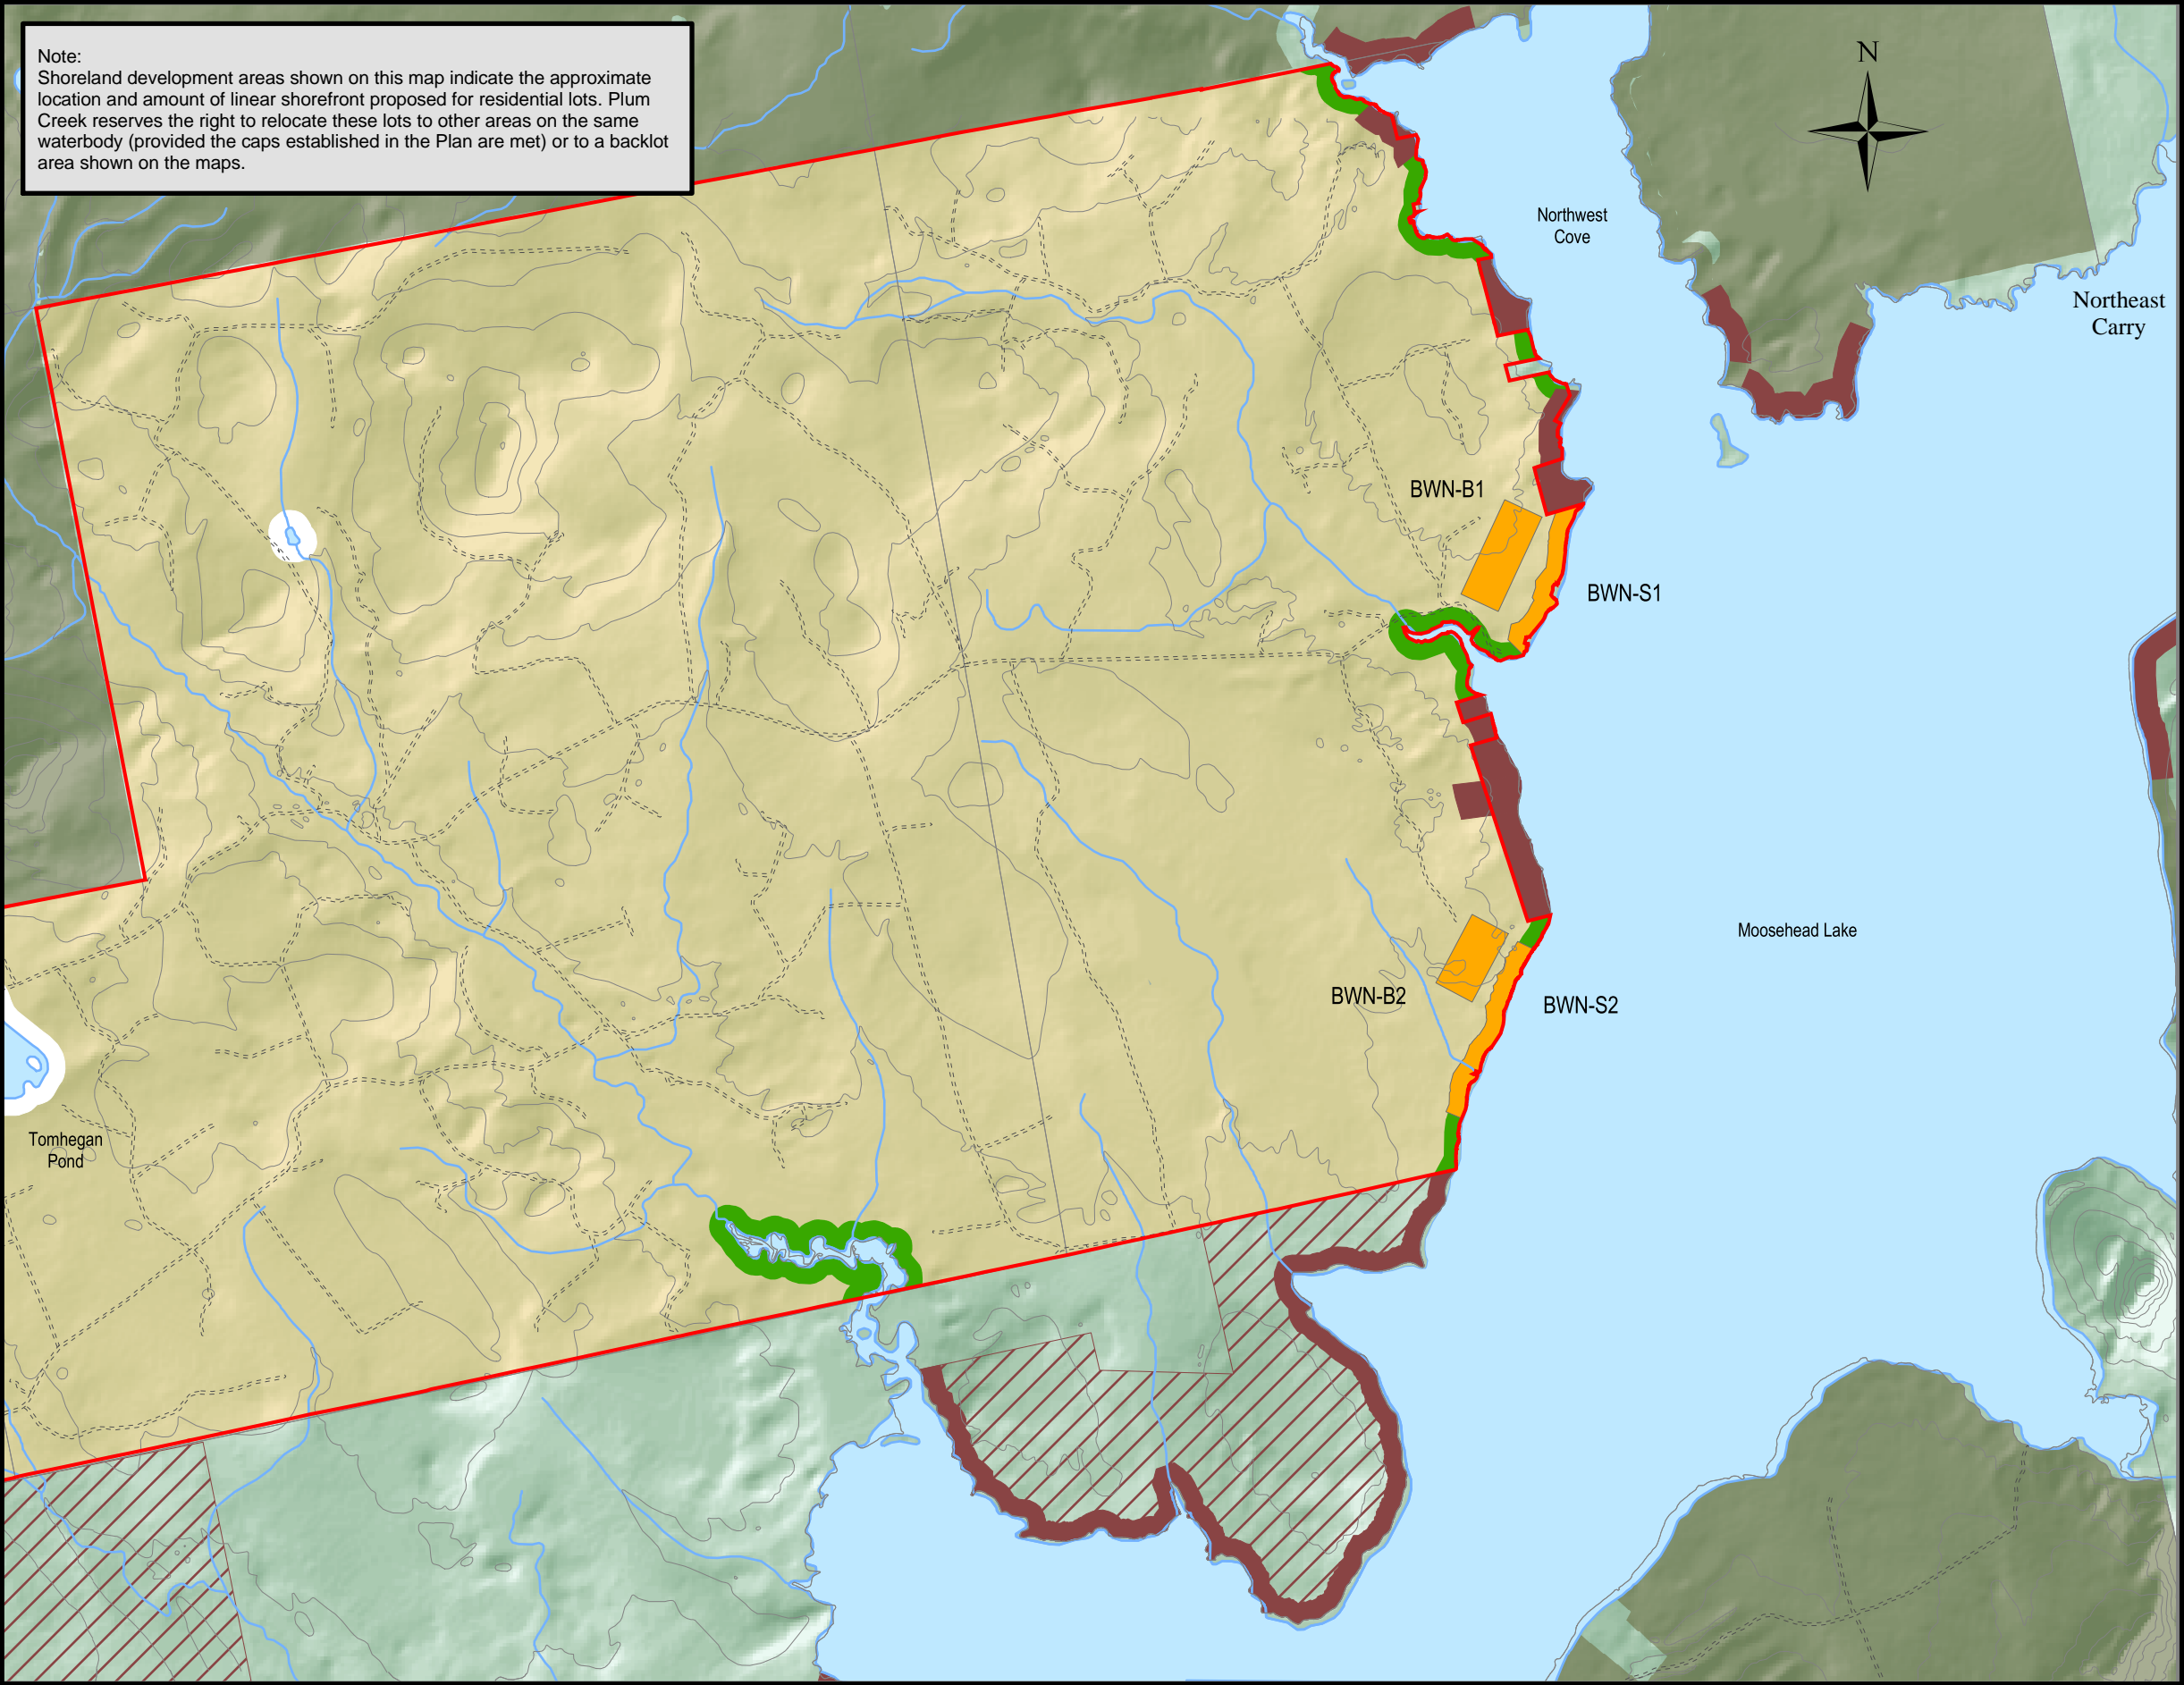 Note:
Shoreland development areas shown on this map indicate the approximate
location and amount of linear shorefront proposed for residential lots. Plum
Creek reserves the right to relocate these lots to other areas on the same
waterbody (provided the caps established in the Plan are met) or to a backlot
area shown on the maps.
N
Northwest
Cove
Northeast
Carry
BWN-B1
BWN-S1
Moosehead Lake
BWN-B2
BWN-S2
Tomhegan
Pond